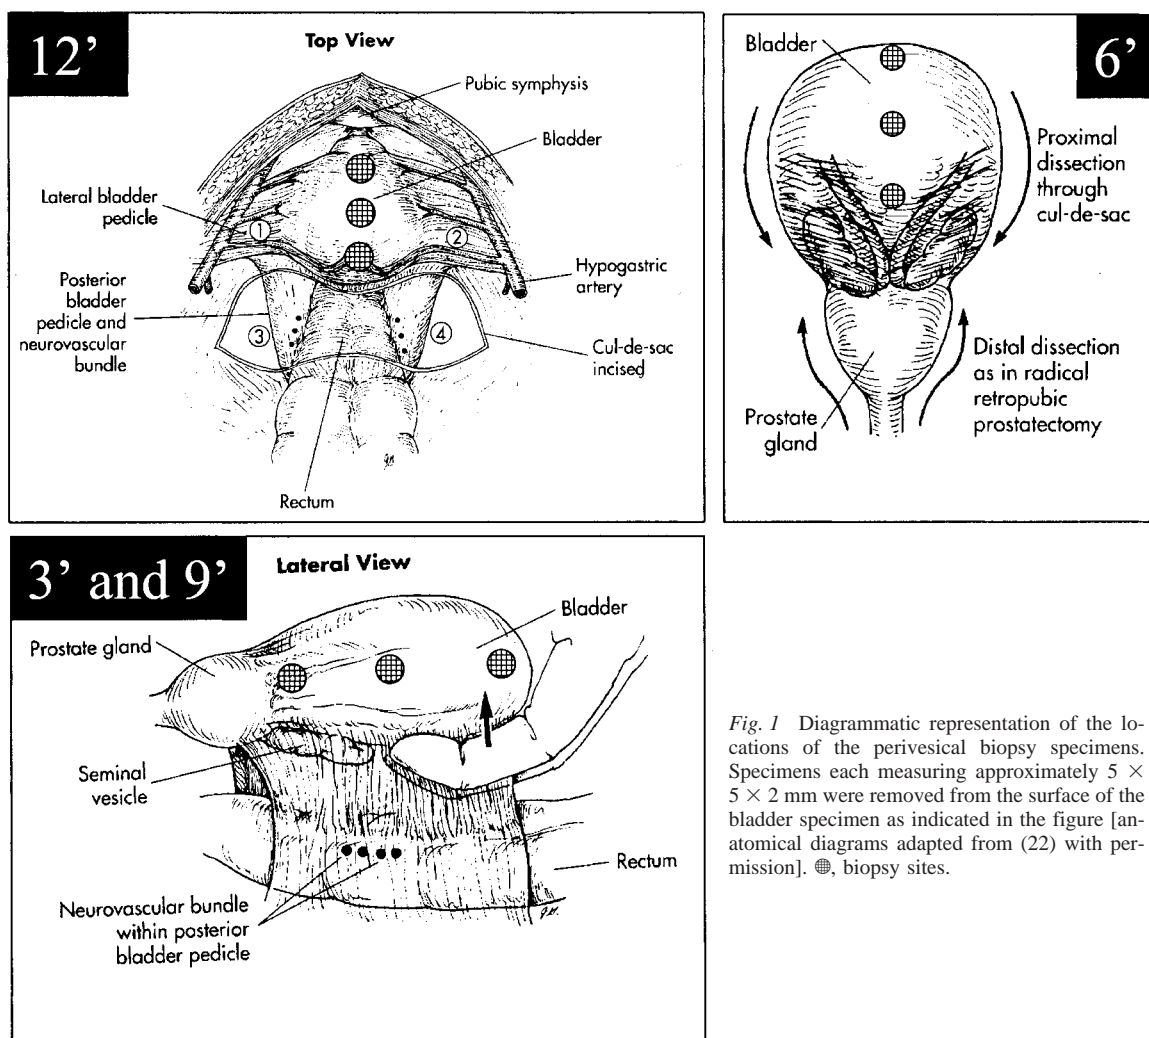 12’
Top View
Pubic symphysis
Bladder
Lateral bladder
pedicle
1
2
Hypogastric
artery
Posterior
bladder
pedicle and
neurovascular
bundle
3
4
Cul-de-sac
incised
Rectum
6’
Bladder
Proximal
dissection
through
cul-de-sac
Distal dissection
as in radical
retropubic
prostatectomy
Prostate
gland
3’ and 9’
Lateral View
Bladder
Prostate gland
Seminal
vesicle
Rectum
Neurovascular bundle
within posterior
bladder pedicle
Fig. 1 Diagrammatic representation of the lo-
cations of the perivesical biopsy specimens.
Specimens each measuring approximately 5 ×
5 × 2 mm were removed from the surface of the
bladder specimen as indicated in the figure [an-
atomical diagrams adapted from (22) with per-
mission]. , biopsy sites.